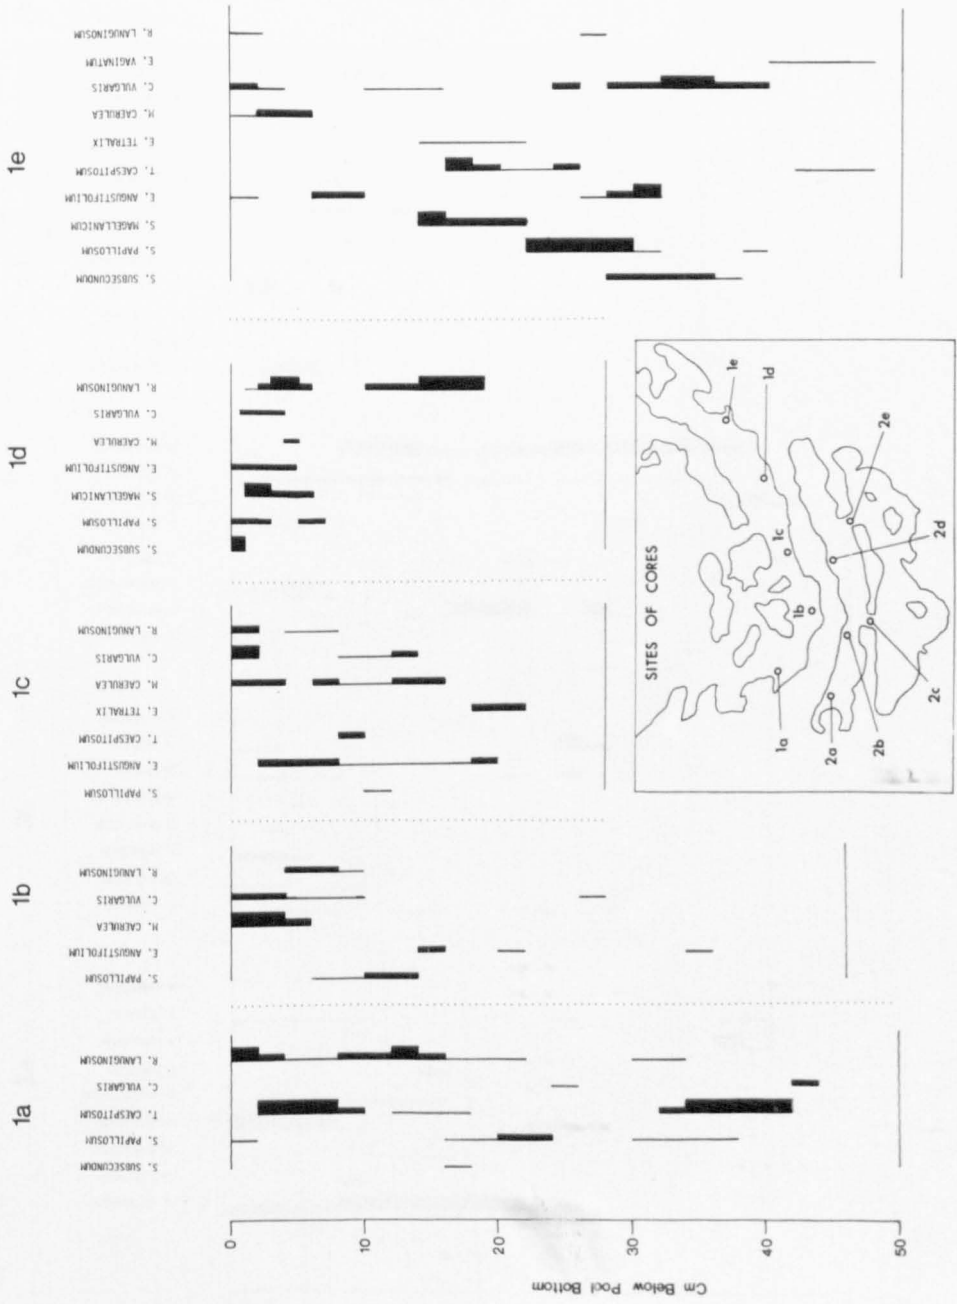 1a
S. SUBSECUNDUM
S. PAPILLOSUM
T. CAESPITOSUM
C. VULGARIS
R. LANUGINOSUM
1b
S. PAPILLOSUM
E. ANGUSTIFOLIUM
M. CAERULEA
C. VULGARIS
R. LANUGINOSUM
1c
S. PAPILLOSUM
E. ANGUSTIFOLIUM
T. CAESPITOSUM
E. TETRALIX
M. CAERULEA
C. VULGARIS
R. LANUGINOSUM
1d
S. SUBSECUNDUM
S. PAPILLOSUM
S. MAGELLANICUM
E. ANGUSTIFOLIUM
M. CAERULEA
C. VULGARIS
R. LANUGINOSUM
1e
S. SUBSECUNDUM
S. PAPILLOSUM
S. MAGELLANICUM
E. ANGUSTIFOLIUM
T. CAESPITOSUM
E. TETRALIX
M. CAERULEA
C. VULGARIS
E. VAGINATUM
R. LANUGINOSUM
Cm Below Pool Bottom
0
10
20
30
40
50
SITES OF CORES
1a
1b
1c
1d
1e
2a
2b
2c
2d
2e